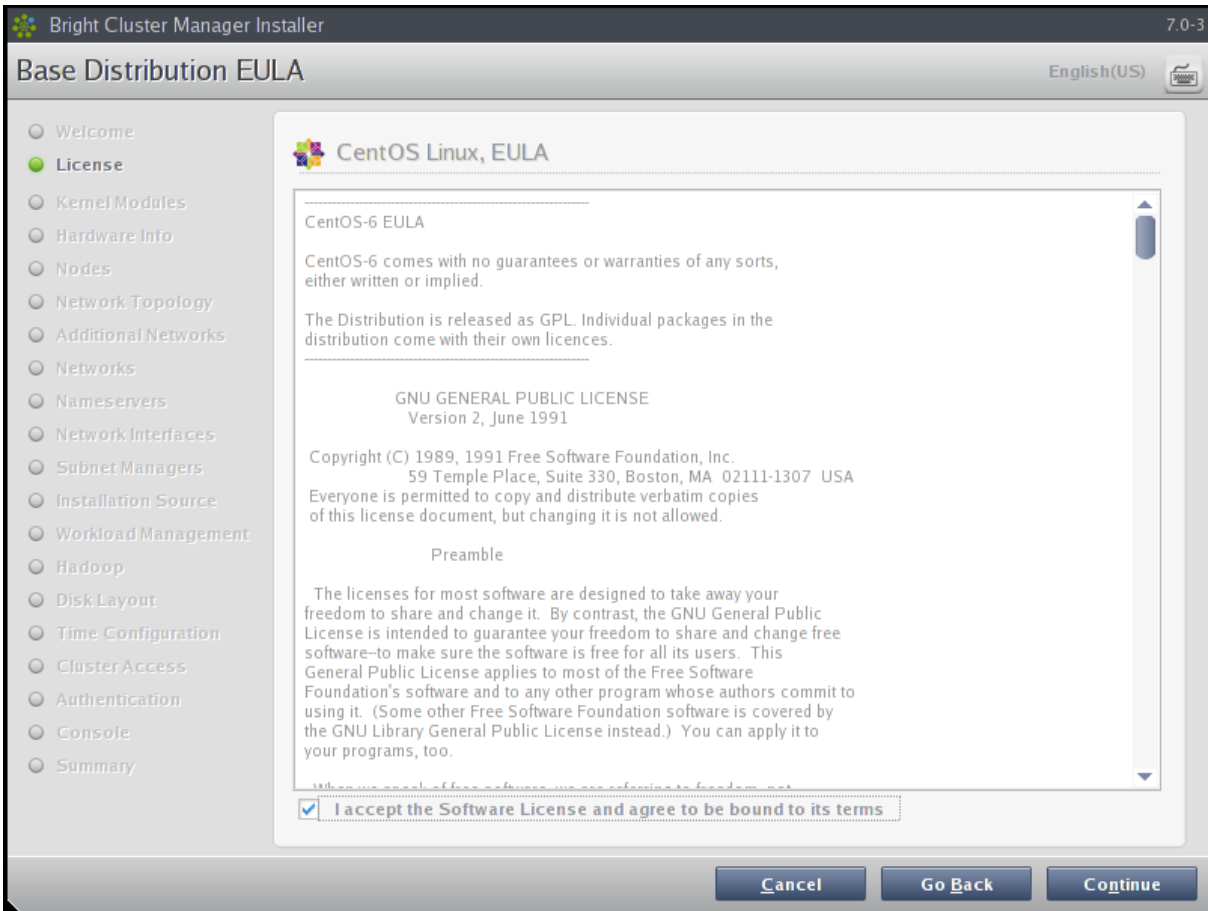 Bright Cluster Manager Installer
7.0-3
Base Distribution EULA
English(US)
Welcome
License
Kernel Modules
Hardware Info
Nodes
Network Topology
Additional Networks
Networks
Nameservers
Network Interfaces
Subnet Managers
Installation Source
Workload Management
Hadoop
Disk Layout
Time Configuration
Cluster Access
Authentication
Console
Summary
CentOS Linux, EULA
------------------------------------------------------------
CentOS-6 EULA
CentOS-6 comes with no guarantees or warranties of any sorts,
either written or implied.
The Distribution is released as GPL. Individual packages in the
distribution come with their own licences.
------------------------------------------------------------
GNU GENERAL PUBLIC LICENSE
Version 2, June 1991
Copyright (C) 1989, 1991 Free Software Foundation, Inc.
59 Temple Place, Suite 330, Boston, MA 02111-1307 USA
Everyone is permitted to copy and distribute verbatim copies
of this license document, but changing it is not allowed.
Preamble
The licenses for most software are designed to take away your
freedom to share and change it. By contrast, the GNU General Public
License is intended to guarantee your freedom to share and change free
software--to make sure the software is free for all its users. This
General Public License applies to most of the Free Software
Foundation's software and to any other program whose authors commit to
using it. (Some other Free Software Foundation software is covered by
the GNU Library General Public License instead.) You can apply it to
your programs, too.
When we speak of free software, we are referring to freedom, not
I accept the Software License and agree to be bound to its terms
Cancel
Go Back
Continue